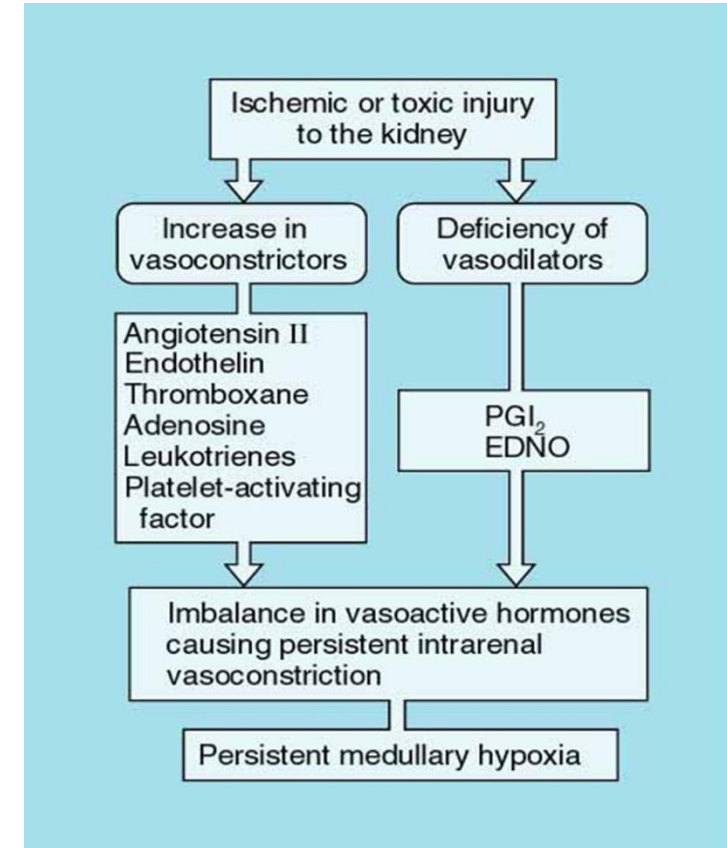 Ischemic or toxic injury
to the kidney
Increase in
vasoconstrictors
Deficiency of
vasodilators
Angiotensin II
Endothelin
Thromboxane
Adenosine
Leukotrienes
Platelet-activating
factor
PGI₂
EDNO
Imbalance in vasoactive hormones
causing persistent intrarenal
vasoconstriction
Persistent medullary hypoxia